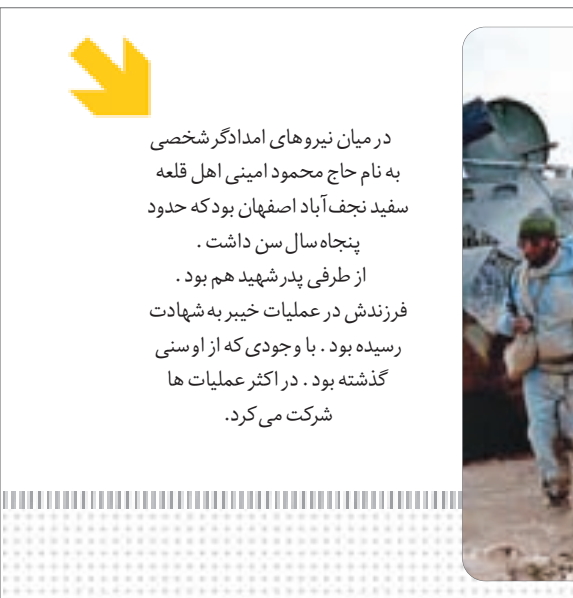 در میان نیروهای امدادگر شخصی
به نام حاج محمود امینی اهل قلعه
سفید نجف‌آباد اصفهان بود که حدود
پنجاه سال سن داشت .
از طرفی پدر شهید هم بود .
فرزندش در عملیات خیبر به شهادت
رسیده بود . با وجودی که از او سنی
گذشته بود . در اکثر عملیات ها
شرکت می کرد.